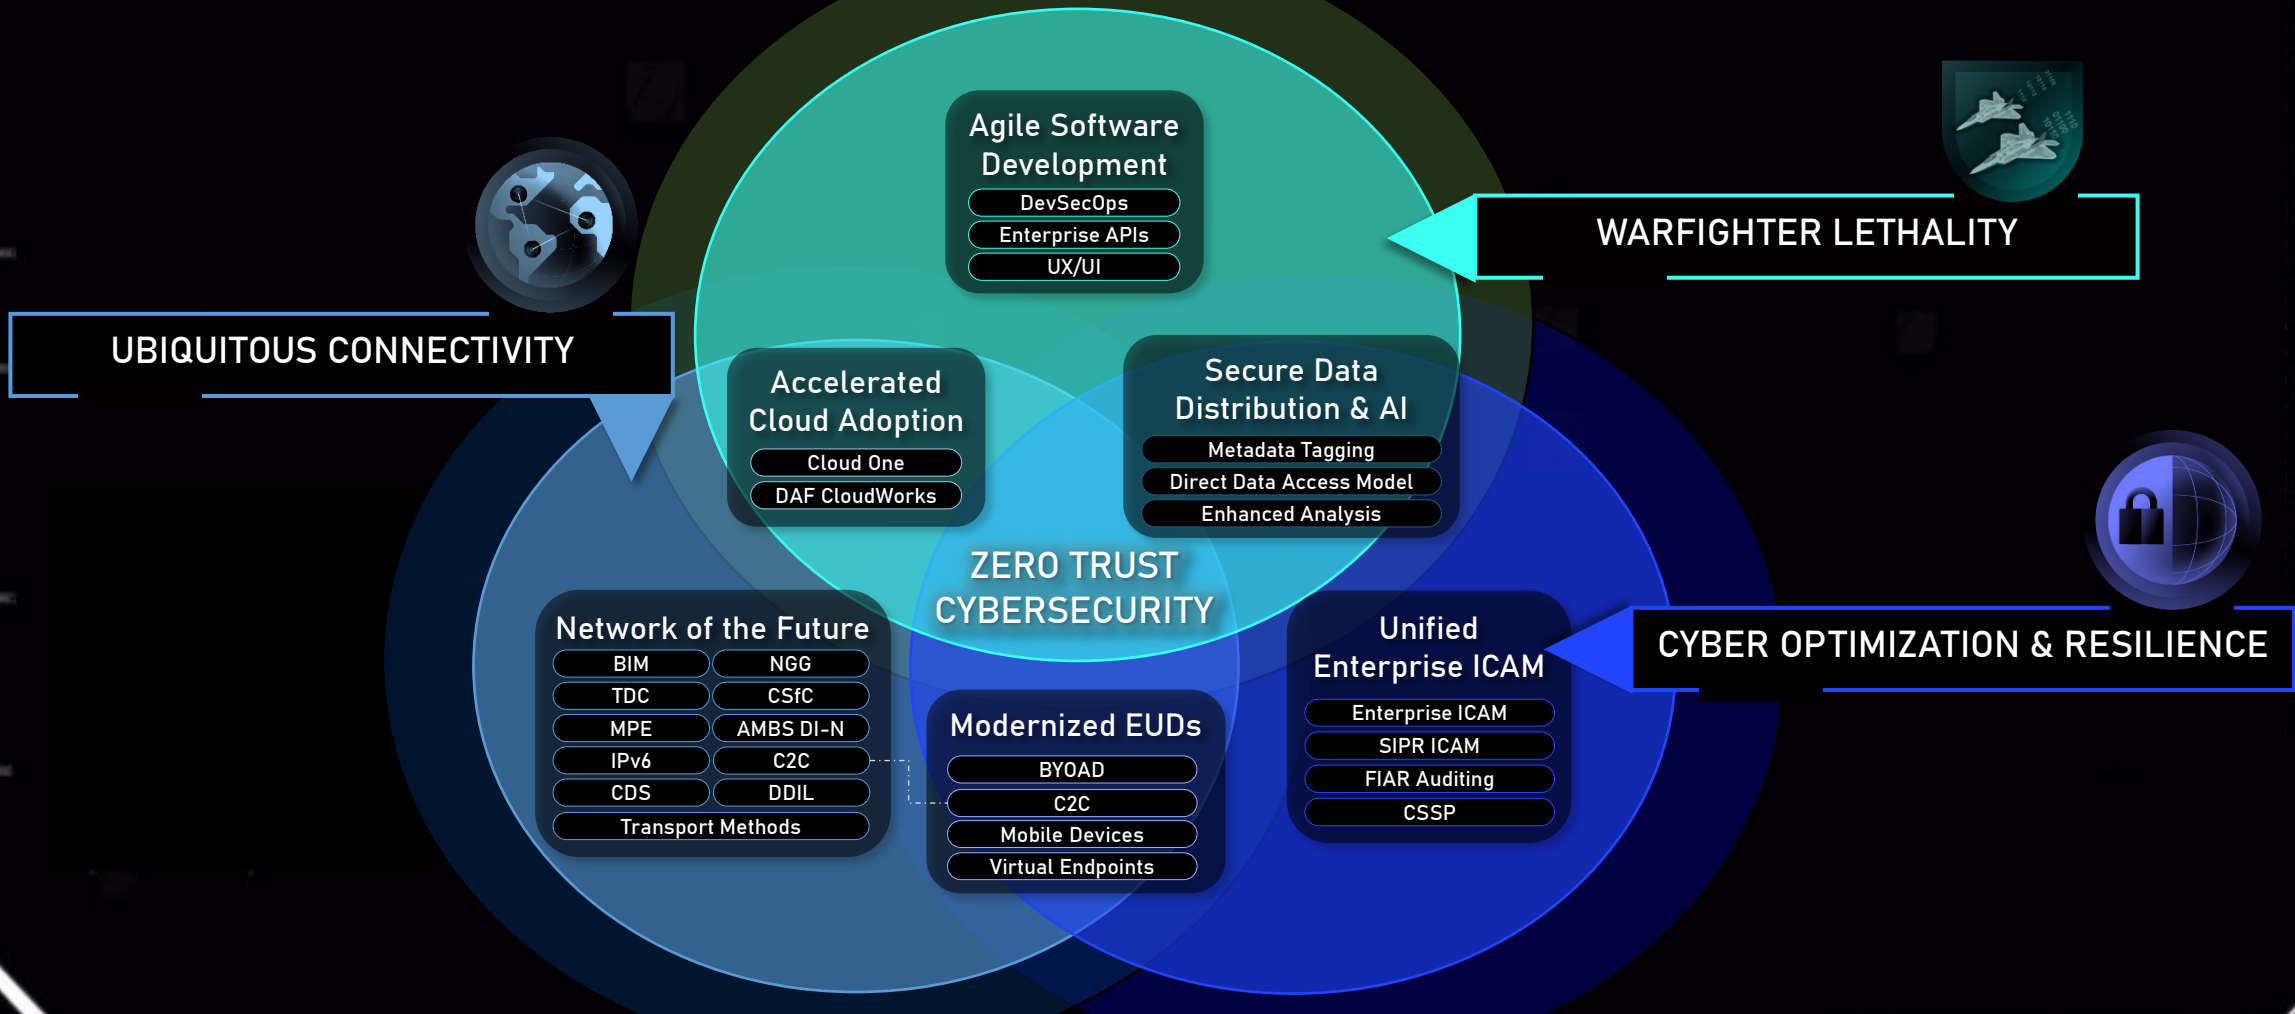 Agile Software
Development
DevSecOps
Enterprise APIs
UX/UI
WARFIGHTER LETHALITY
UBIQUITOUS CONNECTIVITY
Accelerated
Cloud Adoption
Cloud One
DAF CloudWorks
Secure Data
Distribution & AI
Metadata Tagging
Direct Data Access Model
Enhanced Analysis
ZERO TRUST
CYBERSECURITY
Network of the Future
BIM
NGG
TDC
CSfC
MPE
AMBS DI-N
IPv6
C2C
CDS
DDIL
Transport Methods
Modernized EUDs
BYOAD
C2C
Mobile Devices
Virtual Endpoints
Unified
Enterprise ICAM
Enterprise ICAM
SIPR ICAM
FIAR Auditing
CSSP
CYBER OPTIMIZATION & RESILIENCE